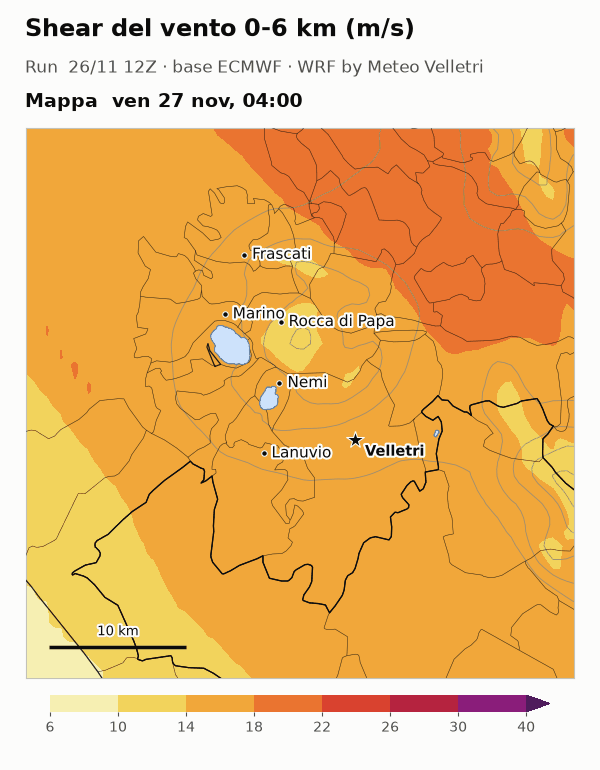 Shear del vento 0-6 km (m/s)
Run 26/11 12Z · base ECMWF · WRF by Meteo Velletri
Mappa ven 27 nov, 04:00
Frascati
Marino
Rocca di Papa
Nemi
Velletri
Lanuvio
10 km
6 10 14 18 22 26 30 40